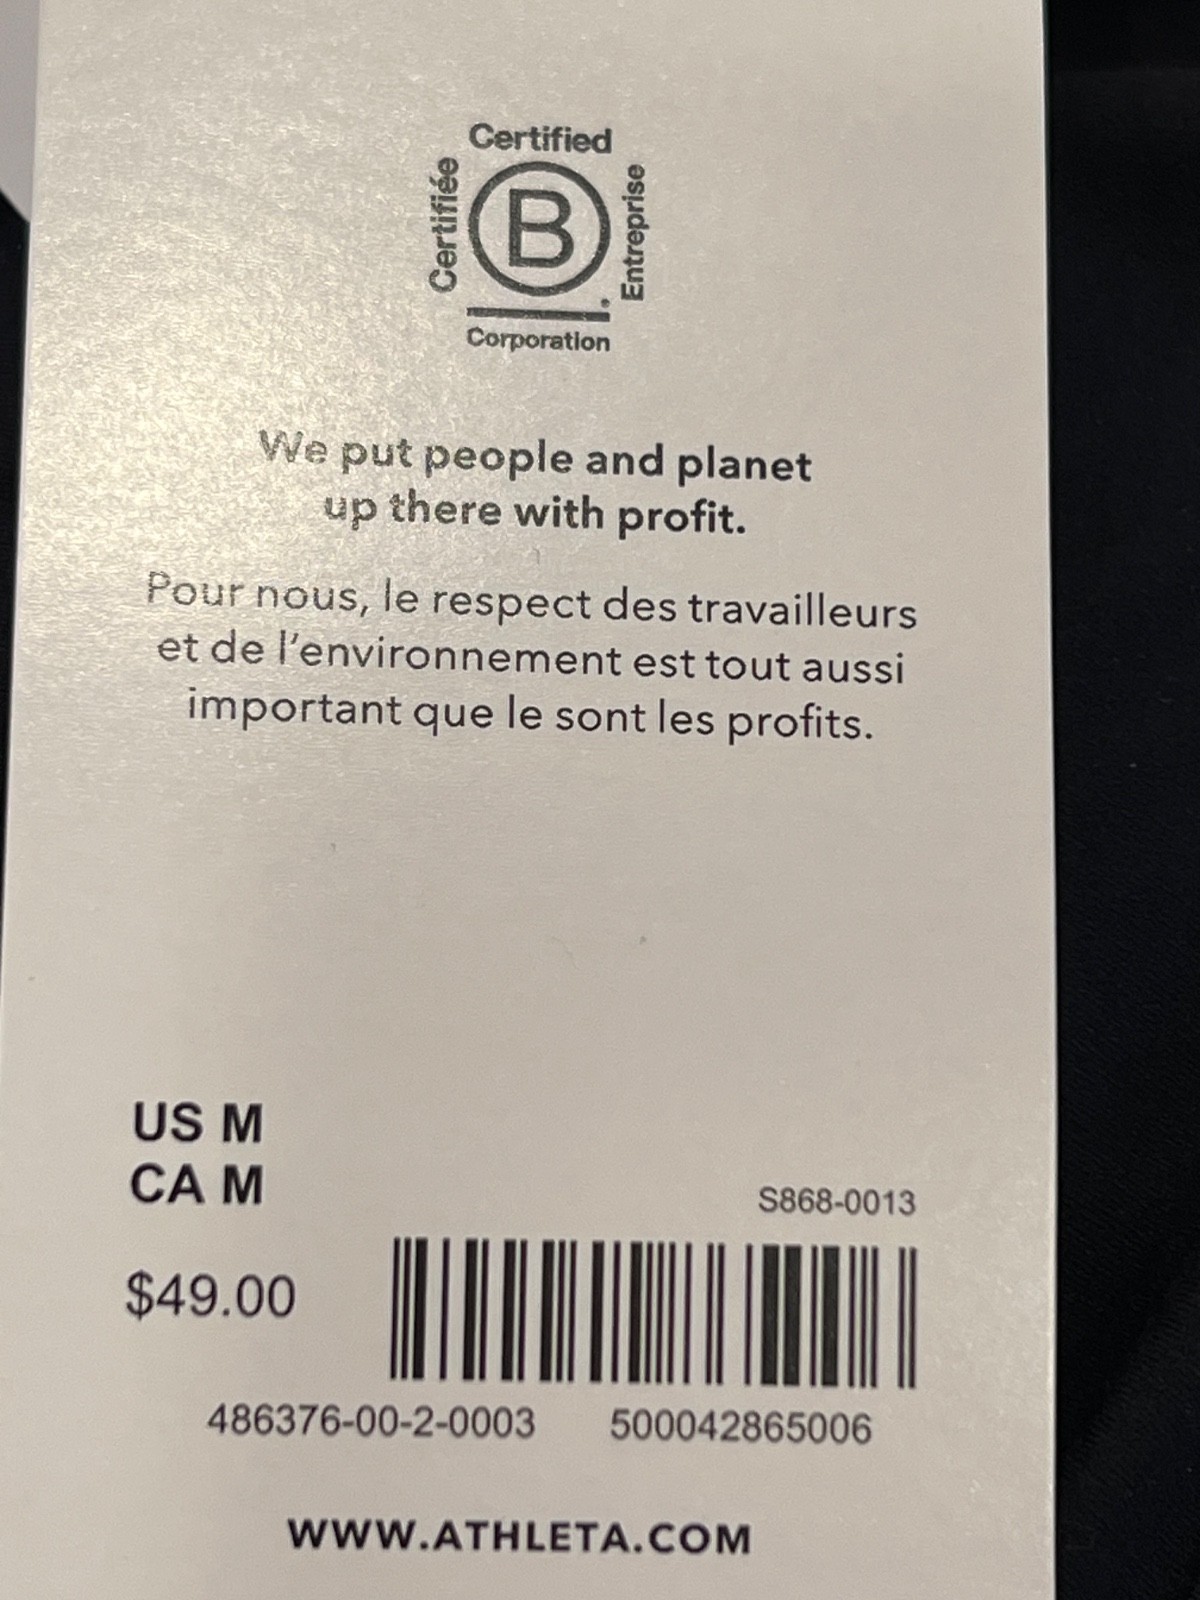 Certified
Certifiée
B
Entreprise
Corporation
We put people and planet
up there with profit.
Pour nous, le respect des travailleurs
et de l'environnement est tout aussi
important que le sont les profits.
US M
CA M
S868-0013
$49.00
486376-00-2-0003 500042865006
WWW.ATHLETA.COM